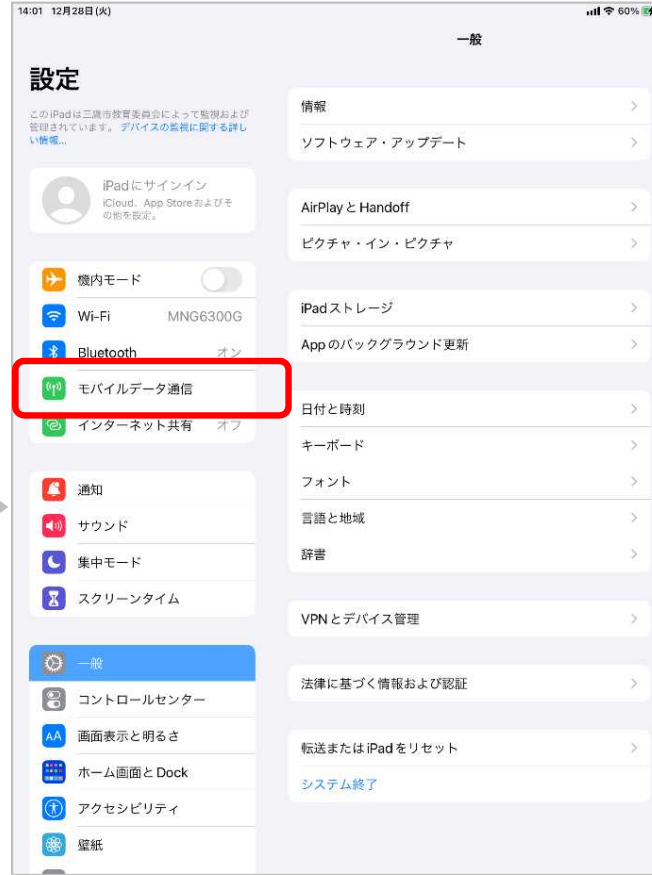 14:01 12月28日(火)
60%
一般
設定
このiPadは三鷹市教育委員会によって監視および
管理されています。デバイスの監視に関する詳し
い情報...
iPadにサインイン
iCloud、App Storeおよびそ
の他を設定。
機内モード
Wi-Fi MNG6300G
Bluetooth オン
モバイルデータ通信
インターネット共有 オフ
通知
サウンド
集中モード
スクリーンタイム
一般
コントロールセンター
AA 画面表示と明るさ
ホーム画面とDock
アクセシビリティ
壁紙
情報
ソフトウェア・アップデート
AirPlayとHandoff
ピクチャ・イン・ピクチャ
iPadストレージ
Appのバックグラウンド更新
日付と時刻
キーボード
フォント
言語と地域
辞書
VPNとデバイス管理
法律に基づく情報および認証
転送またはiPadをリセット
システム終了